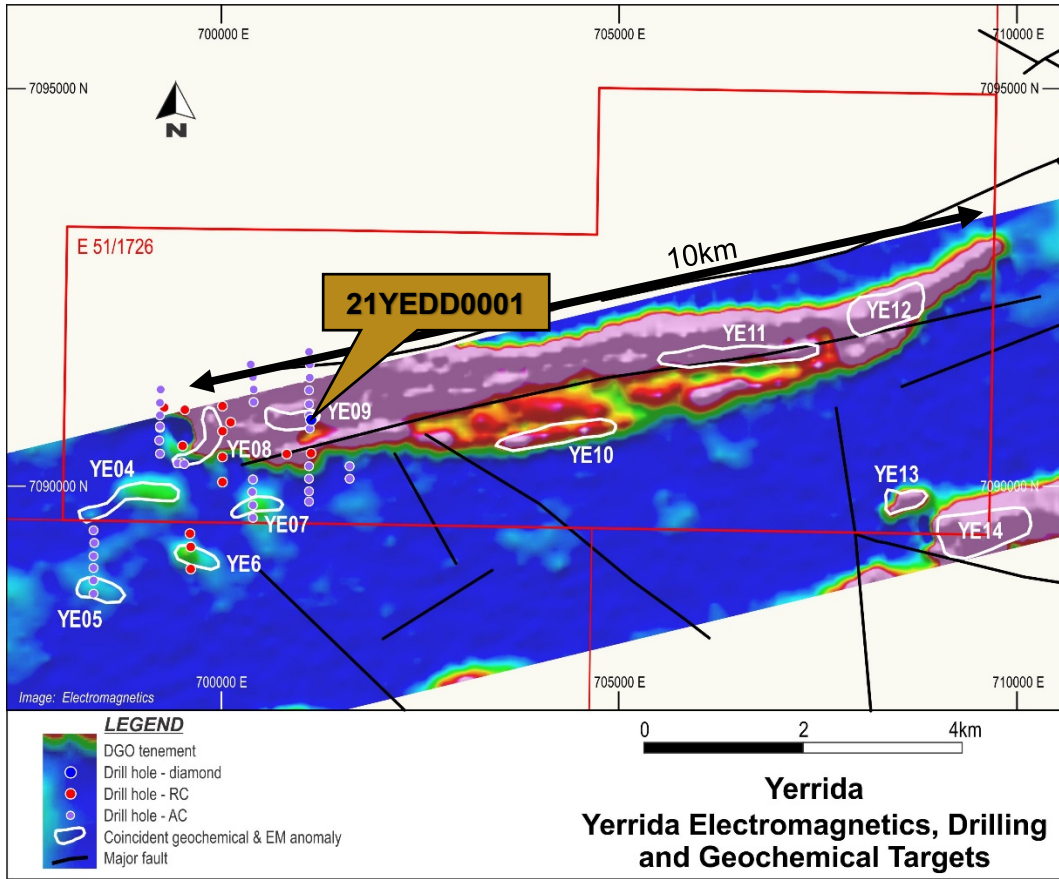 700000 E
705000 E
710000 E
7095000 N
7095000 N
N
E 51/1726
10km
21YEDD0001
YE12
YE11
YE09
YE08
YE10
YE04
YE13
7090000 N
7090000 N
YE07
YE14
YE6
YE05
700000 E
705000 E
710000 E
Image: Electromagnetics
LEGEND
DGO tenement
Drill hole - diamond
Drill hole - RC
Drill hole - AC
Coincident geochemical & EM anomaly
Major fault
0
2
4km
Yerrida
Yerrida Electromagnetics, Drilling
and Geochemical Targets